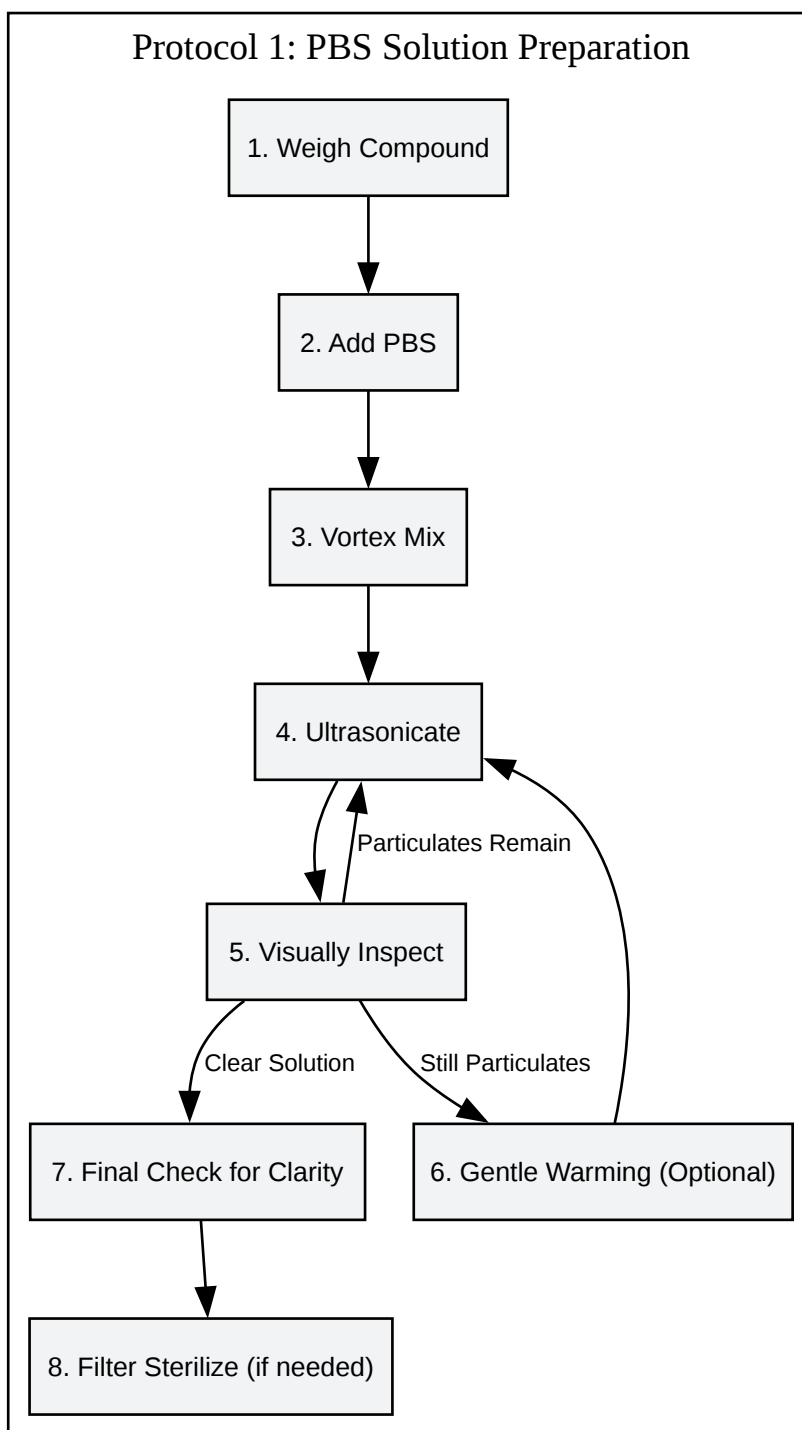 Protocol 1: PBS Solution Preparation
1. Weigh Compound
2. Add PBS
3. Vortex Mix
4. Ultrasonicate
Particulates Remain
5. Visually Inspect
Clear Solution
Still Particulates
7. Final Check for Clarity
6. Gentle Warming (Optional)
8. Filter Sterilize (if needed)